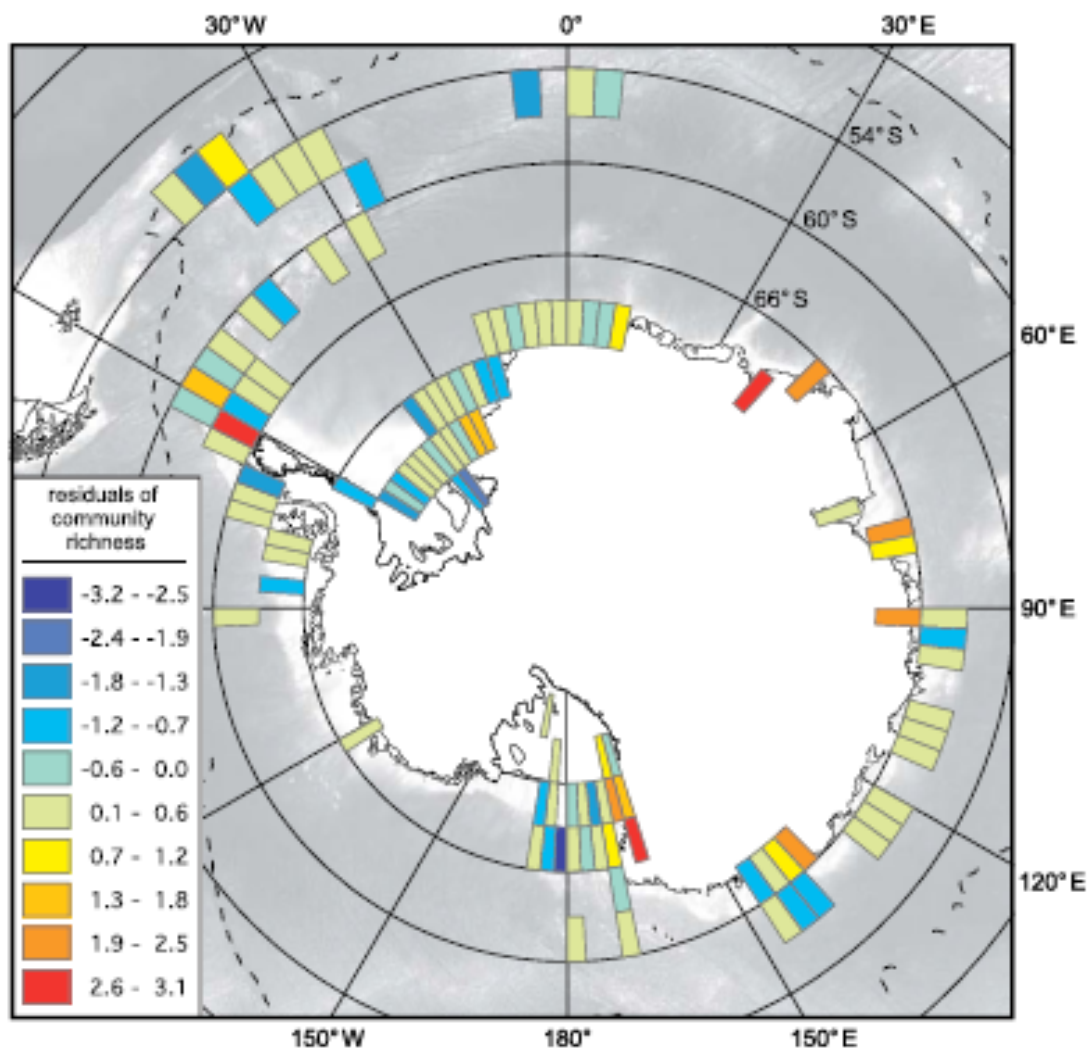 30°W 0° 30°E
54°S
60°S
66°S
60°E
90°E
120°E
150°W 180° 150°E
residuals of
community
richness
-3.2 - -2.5
-2.4 - -1.9
-1.8 - -1.3
-1.2 - -0.7
-0.6 - 0.0
0.1 - 0.6
0.7 - 1.2
1.3 - 1.8
1.9 - 2.5
2.6 - 3.1